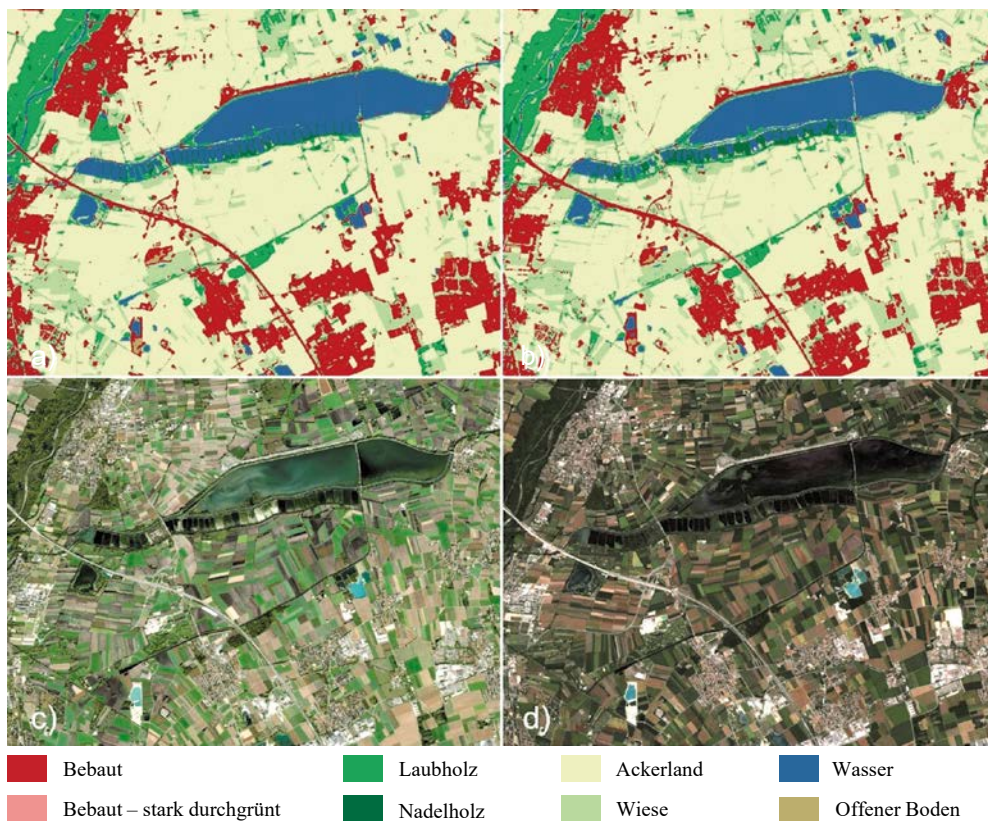 a)
b)
c)
d)
Bebaut
Laubholz
Ackerland
Wasser
Bebaut – stark durchgrünt
Nadelholz
Wiese
Offener Boden